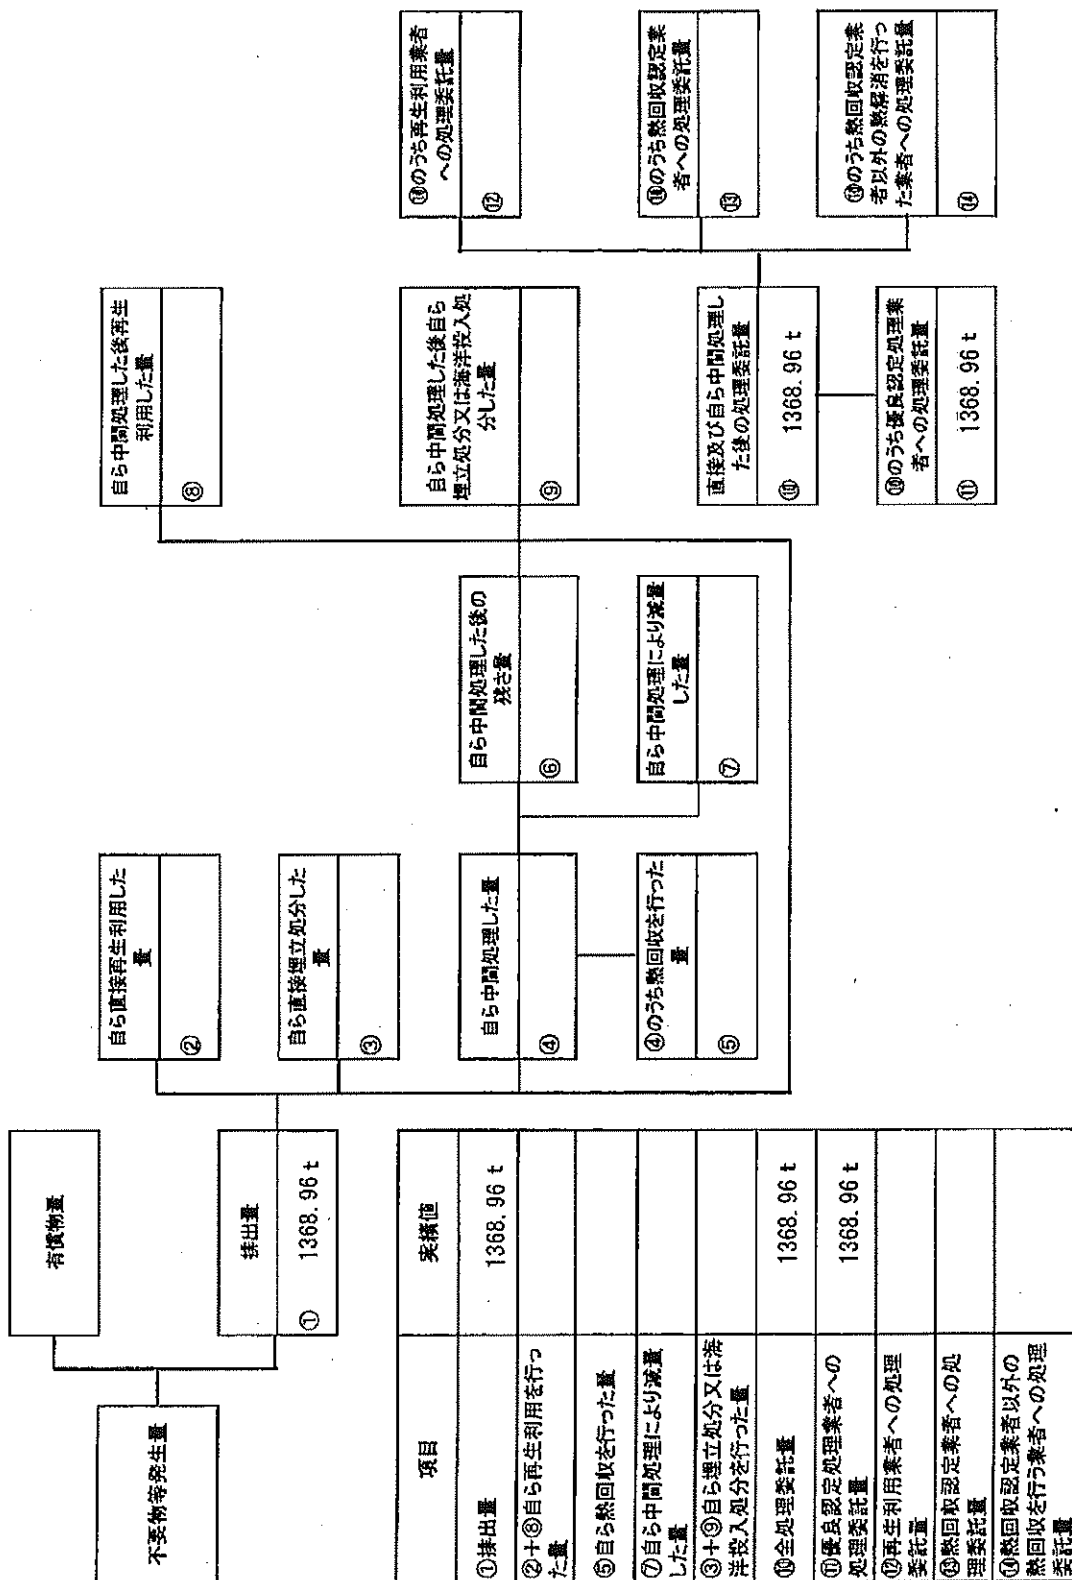 不要物等発生量
有償物量
排出量
① 1368.96 t
自ら直接再生利用した
量
②
自ら直接埋立処分した
量
③
自ら中間処理した量
④
④のうち熱回収を行った
量
⑤
自ら中間処理した後の
残さ量
⑥
自ら中間処理により減量
した量
⑦
自ら中間処理した後再生
利用した量
⑧
自ら中間処理した後自ら
埋立処分又は海洋投入処
分した量
⑨
直接及び自ら中間処理し
た後の処理委託量
⑩ 1368.96 t
⑩のうち優良認定処理業
者への処理委託量
⑪ 1368.96 t
⑩のうち再生利用業者
への処理委託量
⑫
⑩のうち熱回収認定業
者への処理委託量
⑬
⑩のうち熱回収認定業
者以外の熱解消を行っ
た業者への処理委託量
⑭
項目 実績値
①排出量 1368.96 t
②+⑧自ら再生利用を行っ
た量
⑤自ら熱回収を行った量
⑦自ら中間処理により減量
した量
③+⑨自ら埋立処分又は海
洋投入処分を行った量
⑩全処理委託量 1368.96 t
⑪優良認定処理業者への
処理委託量 1368.96 t
⑫再生利用業者への処理
委託量
⑬熱回収認定業者への処
理委託量
⑭熱回収認定業者以外の
熱回収を行う業者への処理
委託量